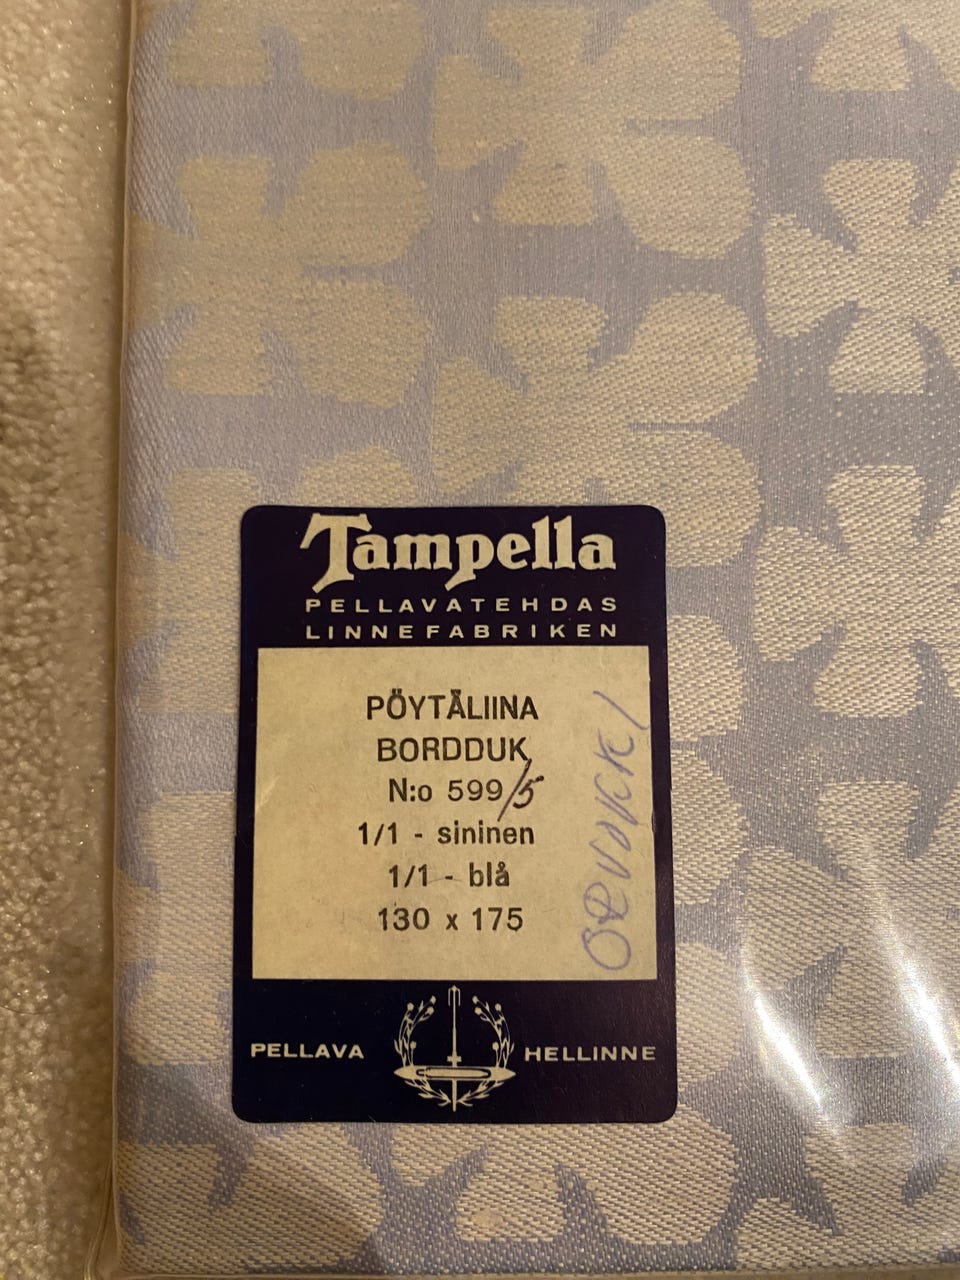 Tampella
PELLAVATEHDAS
LINNEFABRIKEN
PÖYTÄLIINA
BORDDUK
N:o 599/5
1/1 - sininen
1/1 - blå
130 x 175
PELLAVA
HELLINNE